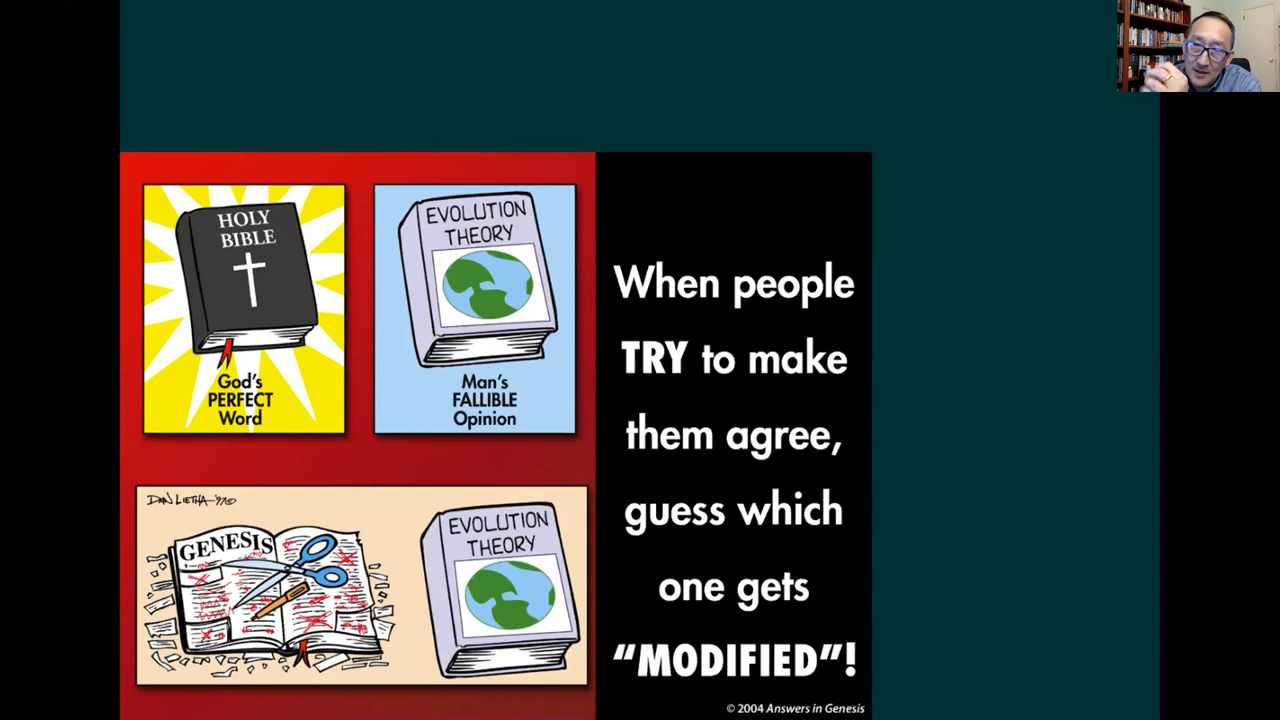 HOLY
BIBLE
God's
PERFECT
Word
EVOLUTION
THEORY
Man's
FALLIBLE
Opinion
DAN LIETHA '97©
GENESIS
EVOLUTION
THEORY
When people
TRY to make
them agree,
guess which
one gets
“MODIFIED”!
© 2004 Answers in Genesis